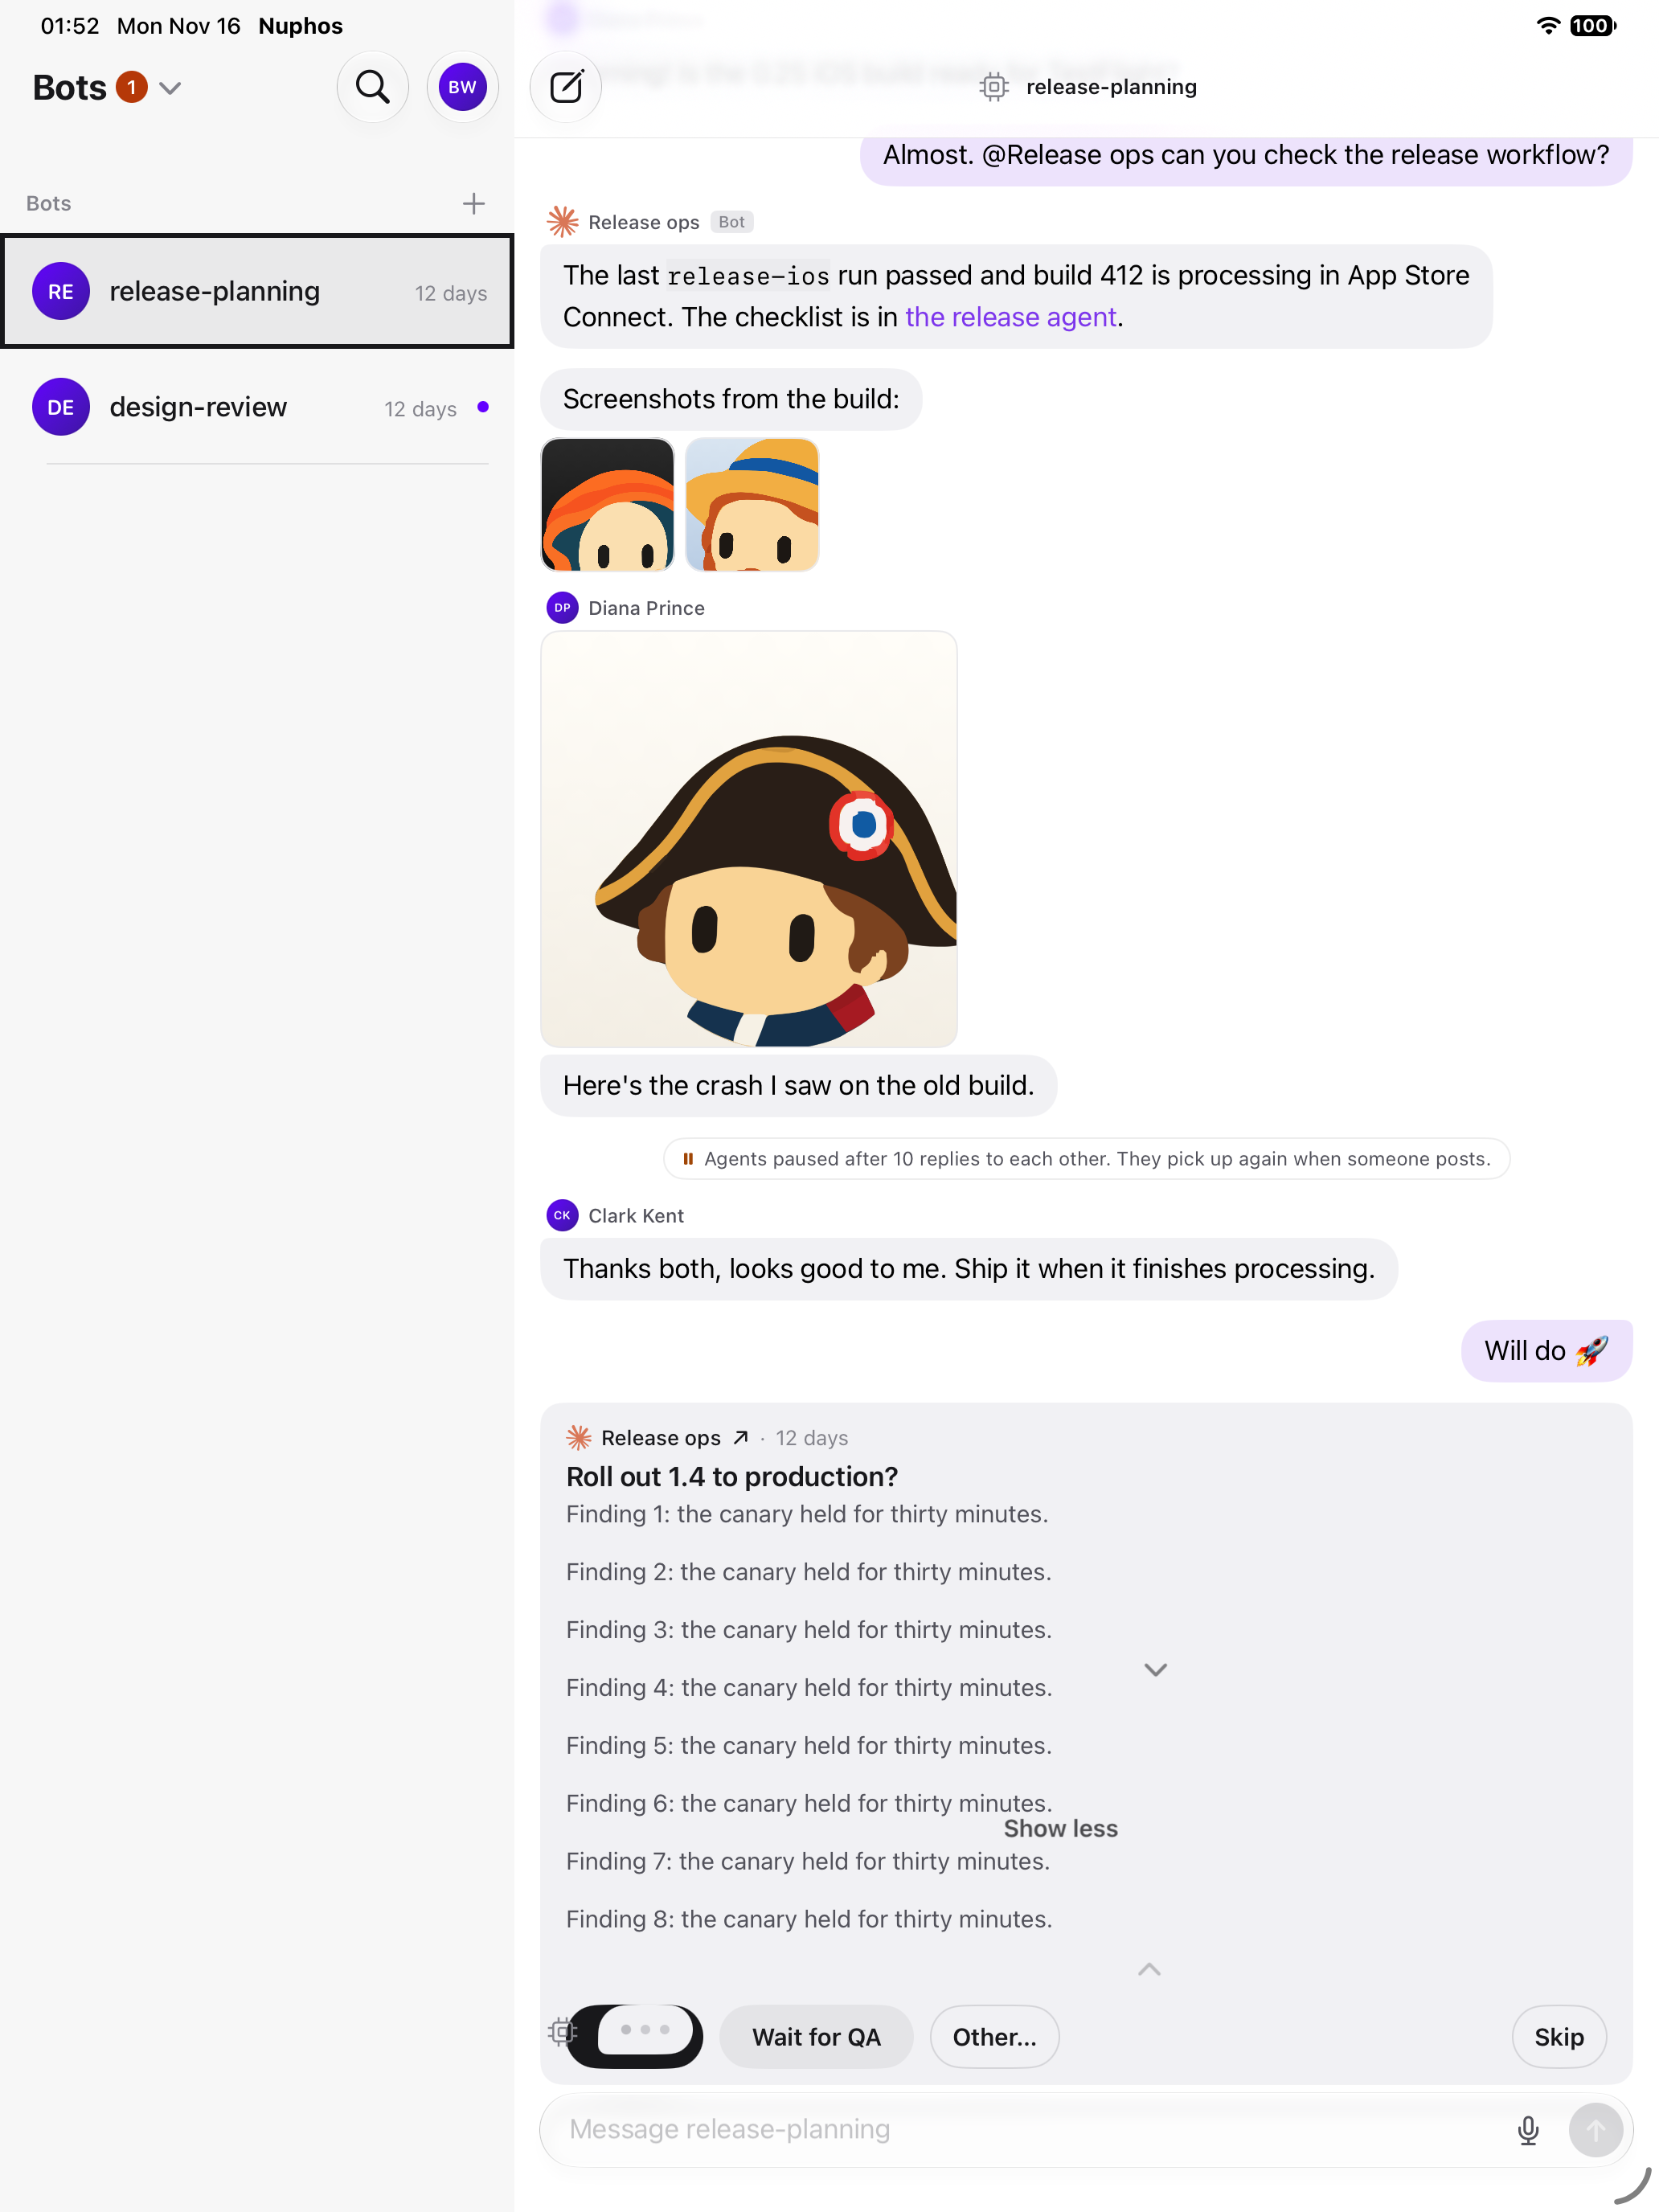 01:52 Mon Nov 16 Nuphos
100
Bots 1
BW
release-planning
Bots
RE release-planning 12 days
DE design-review 12 days
Almost. @Release ops can you check the release workflow?
Release ops Bot
The last release-ios run passed and build 412 is processing in App Store
Connect. The checklist is in the release agent.
Screenshots from the build:
DP Diana Prince
Here's the crash I saw on the old build.
Agents paused after 10 replies to each other. They pick up again when someone posts.
CK Clark Kent
Thanks both, looks good to me. Ship it when it finishes processing.
Will do 🚀
Release ops · 12 days
Roll out 1.4 to production?
Finding 1: the canary held for thirty minutes.
Finding 2: the canary held for thirty minutes.
Finding 3: the canary held for thirty minutes.
Finding 4: the canary held for thirty minutes.
Finding 5: the canary held for thirty minutes.
Finding 6: the canary held for thirty minutes.
Show less
Finding 7: the canary held for thirty minutes.
Finding 8: the canary held for thirty minutes.
Wait for QA
Other...
Skip
Message release-planning